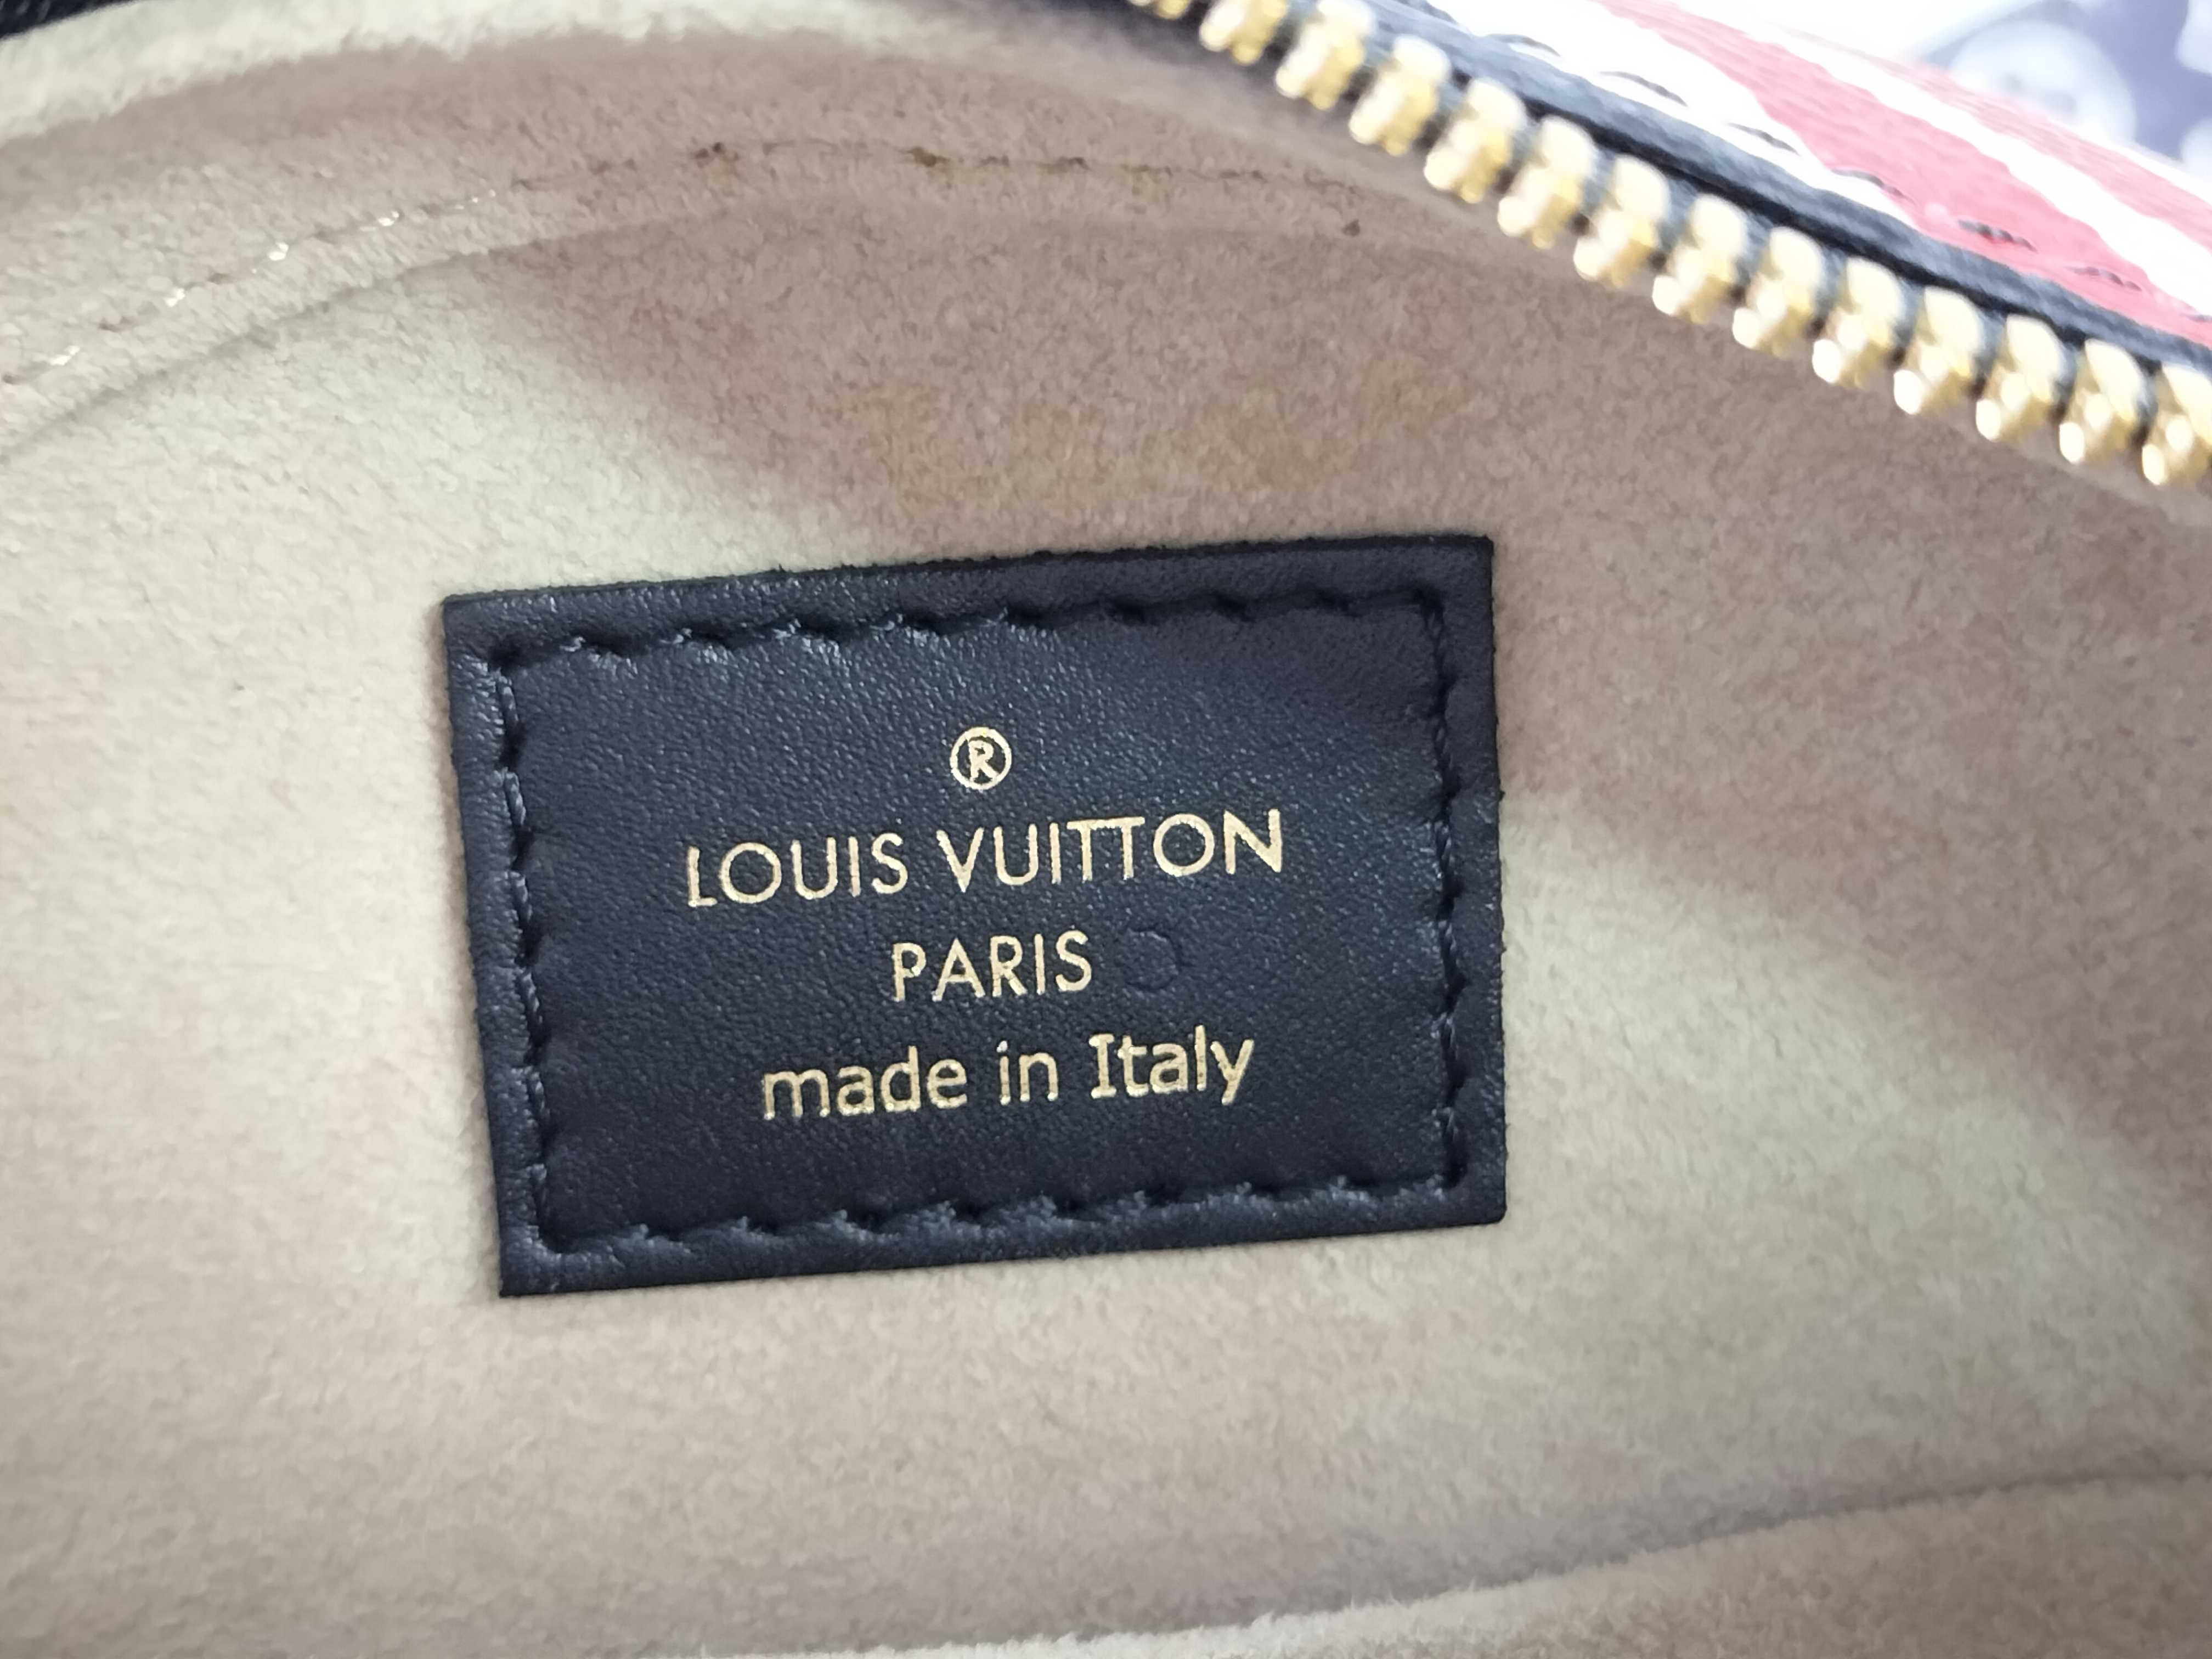 ®
LOUIS VUITTON
PARIS
made in Italy